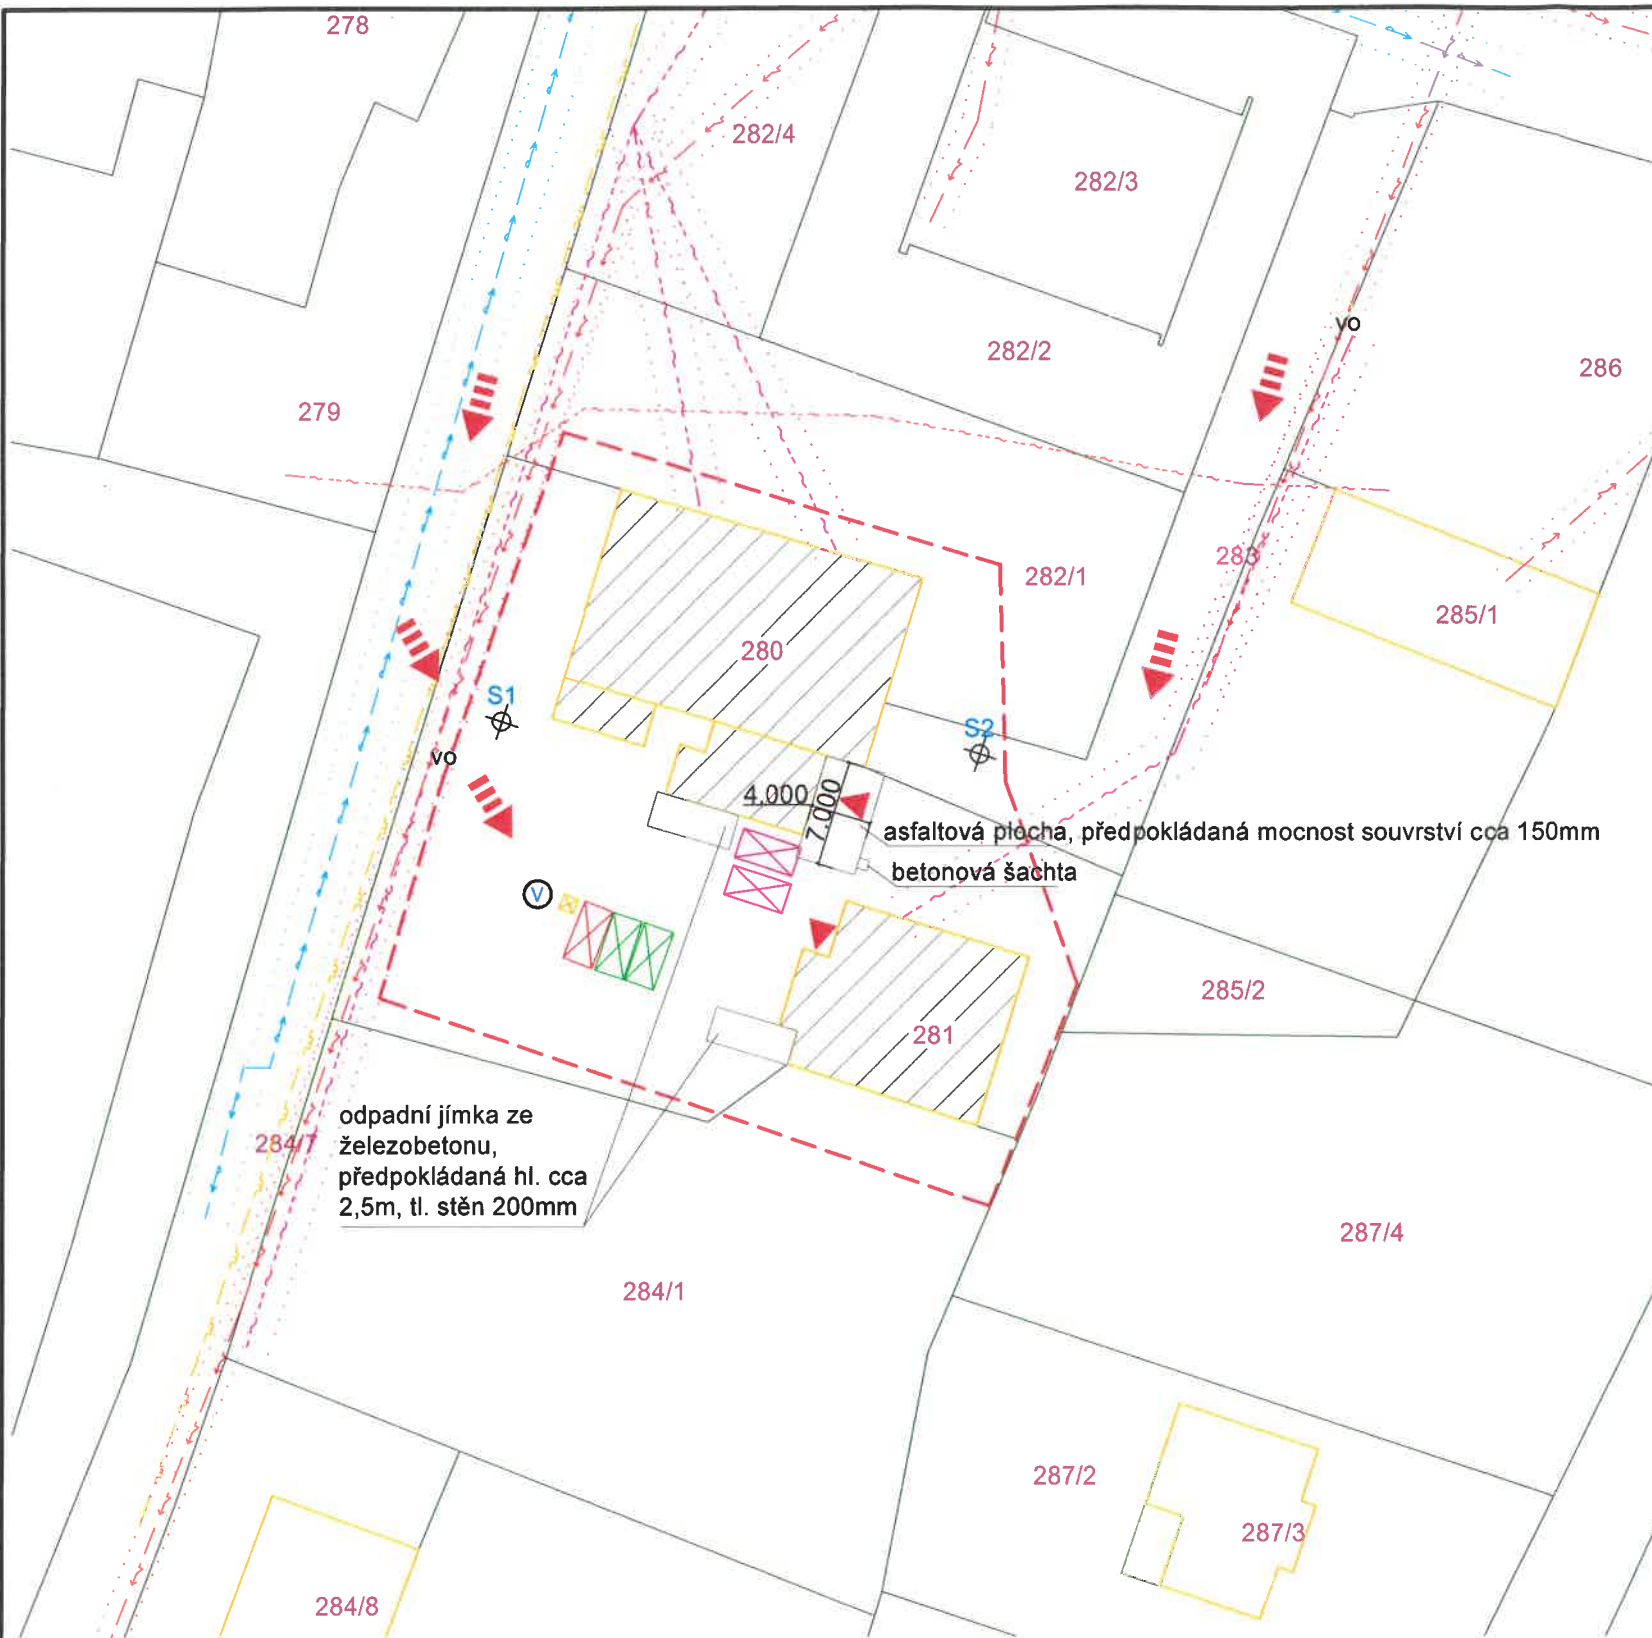 278
282/4
282/3
vo
282/2
286
279
283
282/1
285/1
280
S1
S2
vo
4,000
7,000
asfaltová plocha, předpokládaná mocnost souvrství cca 150mm
betonová šachta
V
285/2
281
odpadní jímka ze
železobetonu,
předpokládaná hl. cca
2,5m, tl. stěn 200mm
284/7
287/4
284/1
287/2
287/3
284/8